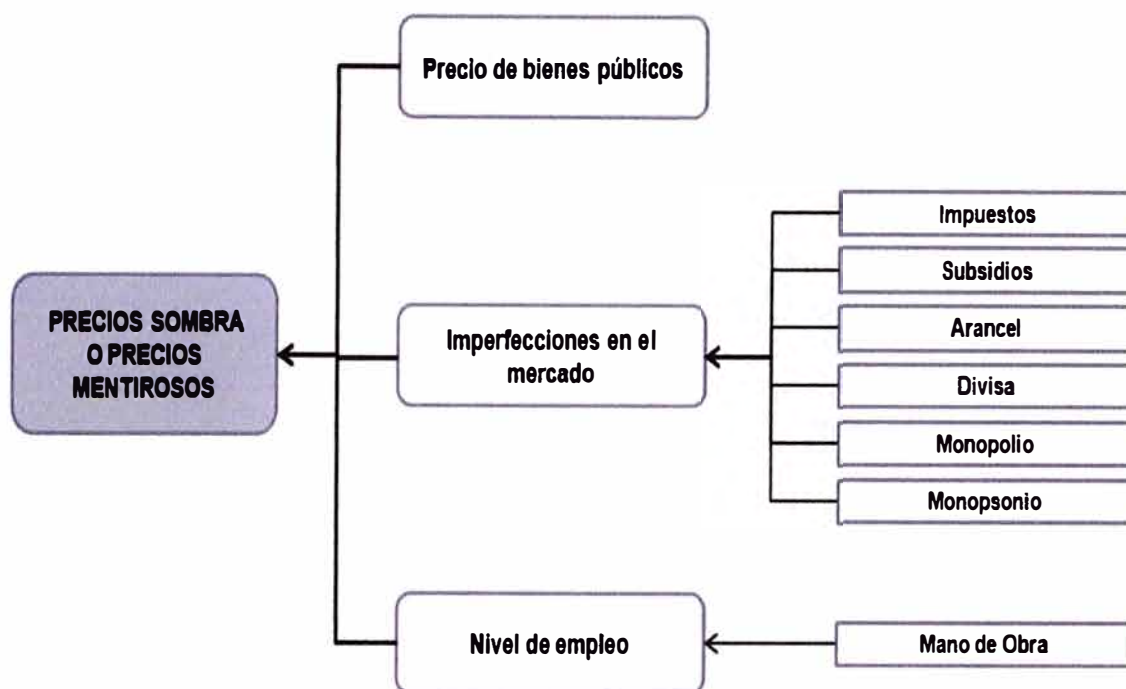 Precio de bienes públicos
PRECIOS SOMBRA
O PRECIOS
MENTIROSOS
Imperfecciones en el
mercado
Impuestos
Subsidios
Arancel
Divisa
Monopolio
Monopsonio
Nivel de empleo
Mano de Obra